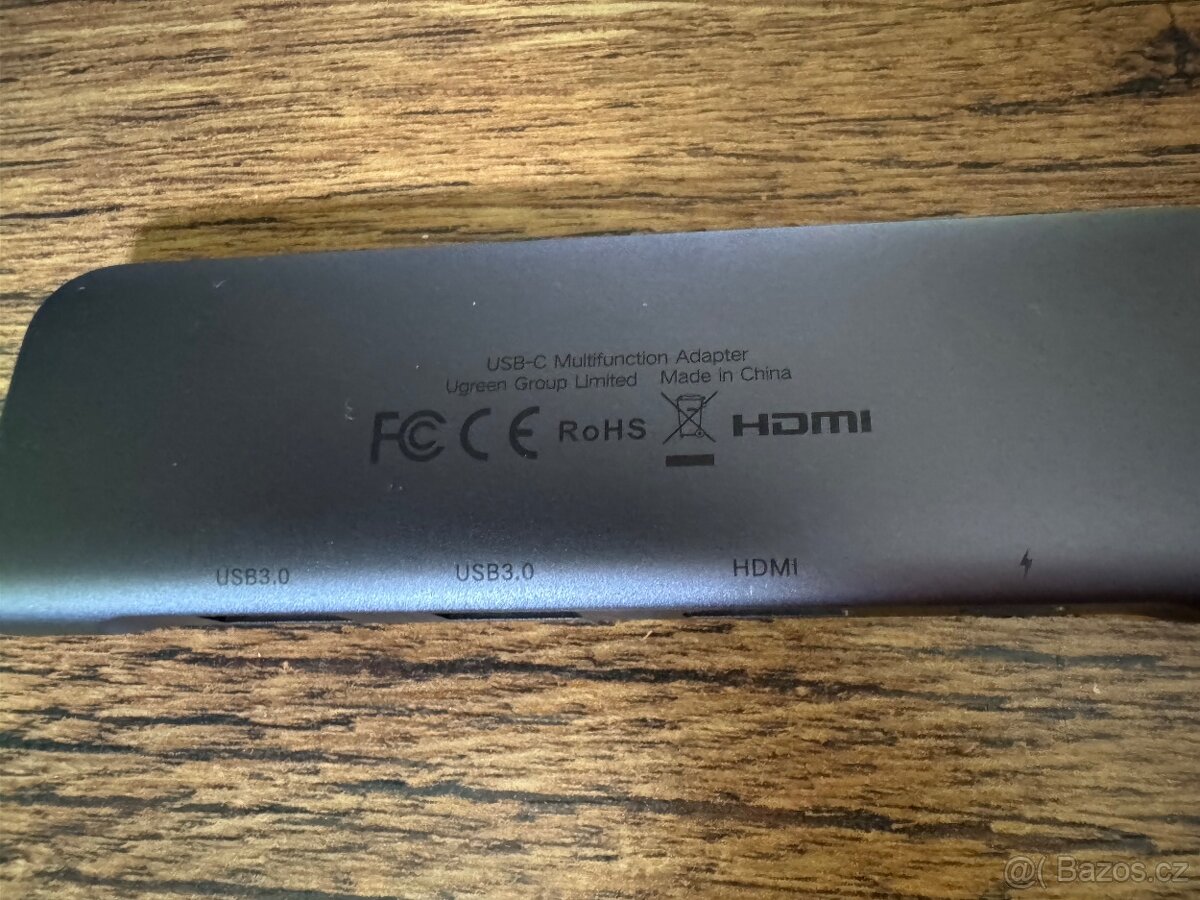 USB-C Multifunction Adapter
Ugreen Group Limited Made in China
FC CE RoHS HDMI
USB3.0 USB3.0 HDMI
@( Bazos.cz